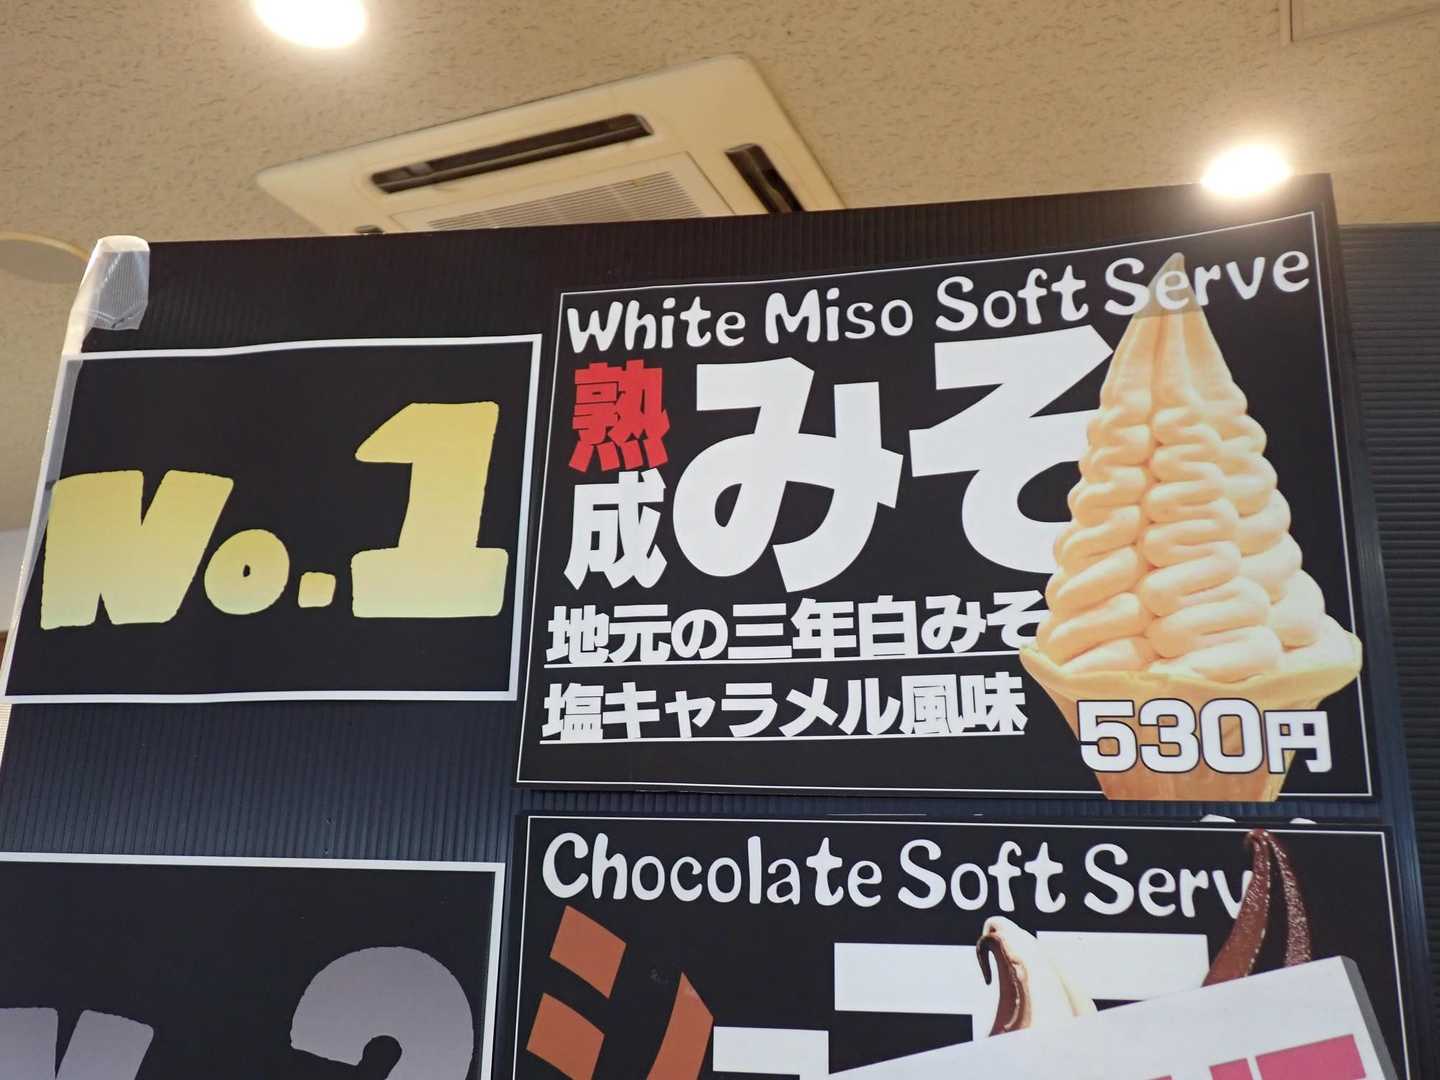 No.1
White Miso Soft Serve
熟成みそ
地元の三年白みそ
塩キャラメル風味
530円
Chocolate Soft Serv